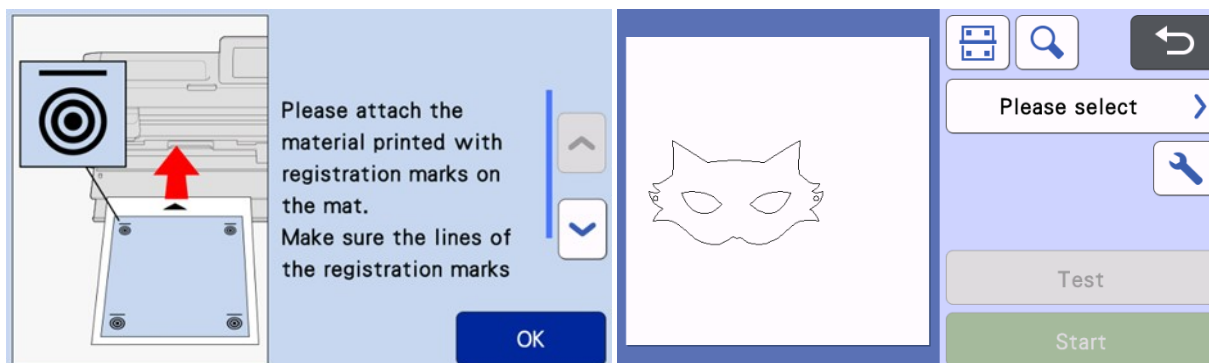 Please attach the
material printed with
registration marks on
the mat.
Make sure the lines of
the registration marks
OK
Please select
Test
Start